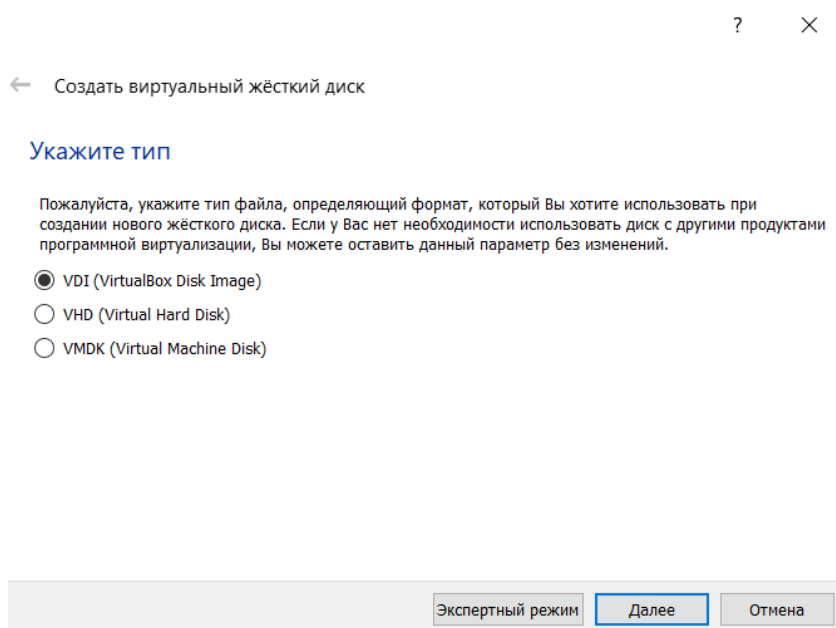 ?
Создать виртуальный жёсткий диск
Укажите тип
Пожалуйста, укажите тип файла, определяющий формат, который Вы хотите использовать при
создании нового жёсткого диска. Если у Вас нет необходимости использовать диск с другими продуктами
программной виртуализации, Вы можете оставить данный параметр без изменений.
VDI (VirtualBox Disk Image)
VHD (Virtual Hard Disk)
VMDK (Virtual Machine Disk)
Экспертный режим Далее Отмена